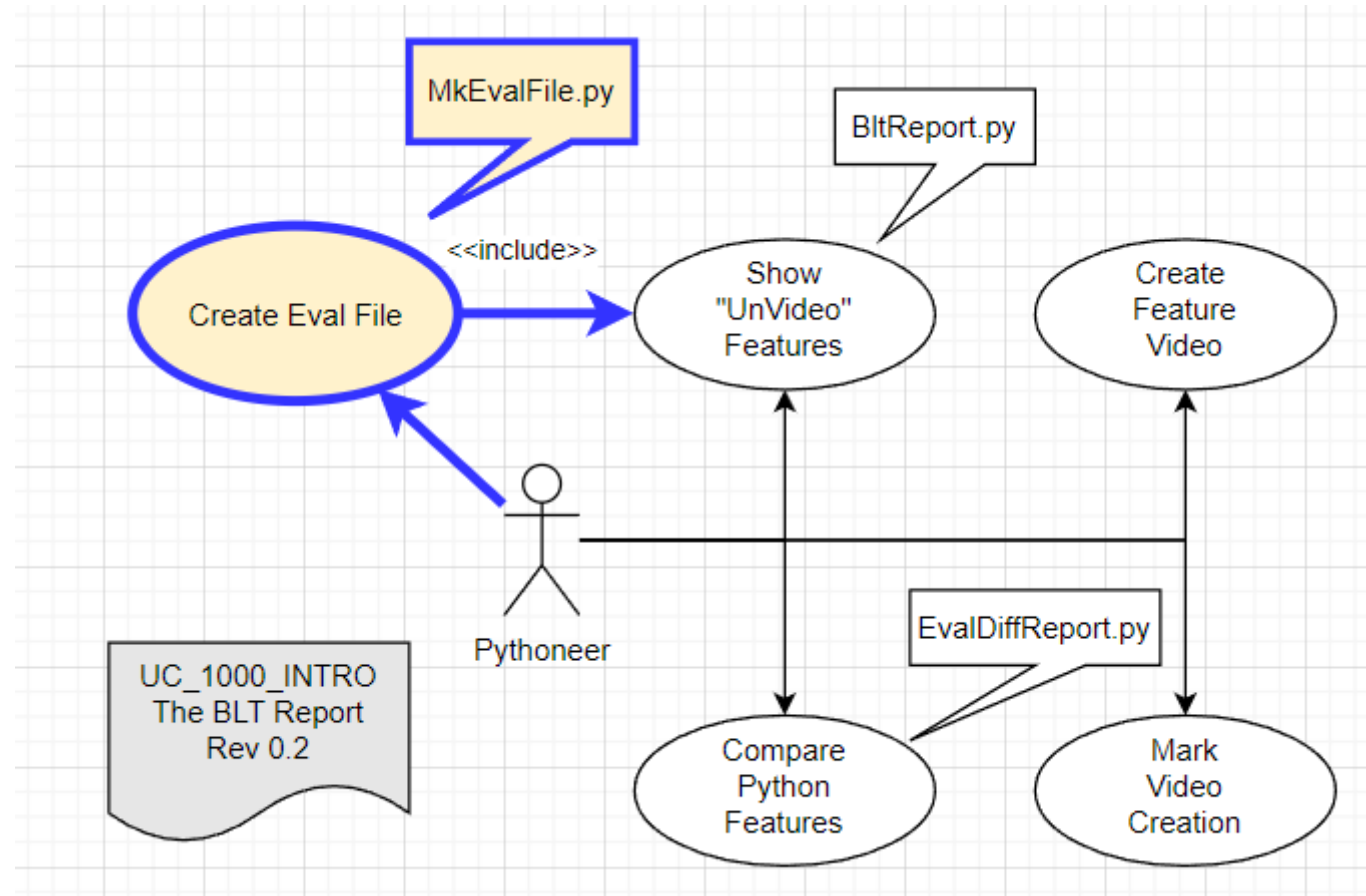 MkEvalFile.py
BltReport.py
<<include>>
Create Eval File
Show
"UnVideo"
Features
Create
Feature
Video
Pythoneer
EvalDiffReport.py
UC_1000_INTRO
The BLT Report
Rev 0.2
Compare
Python
Features
Mark
Video
Creation